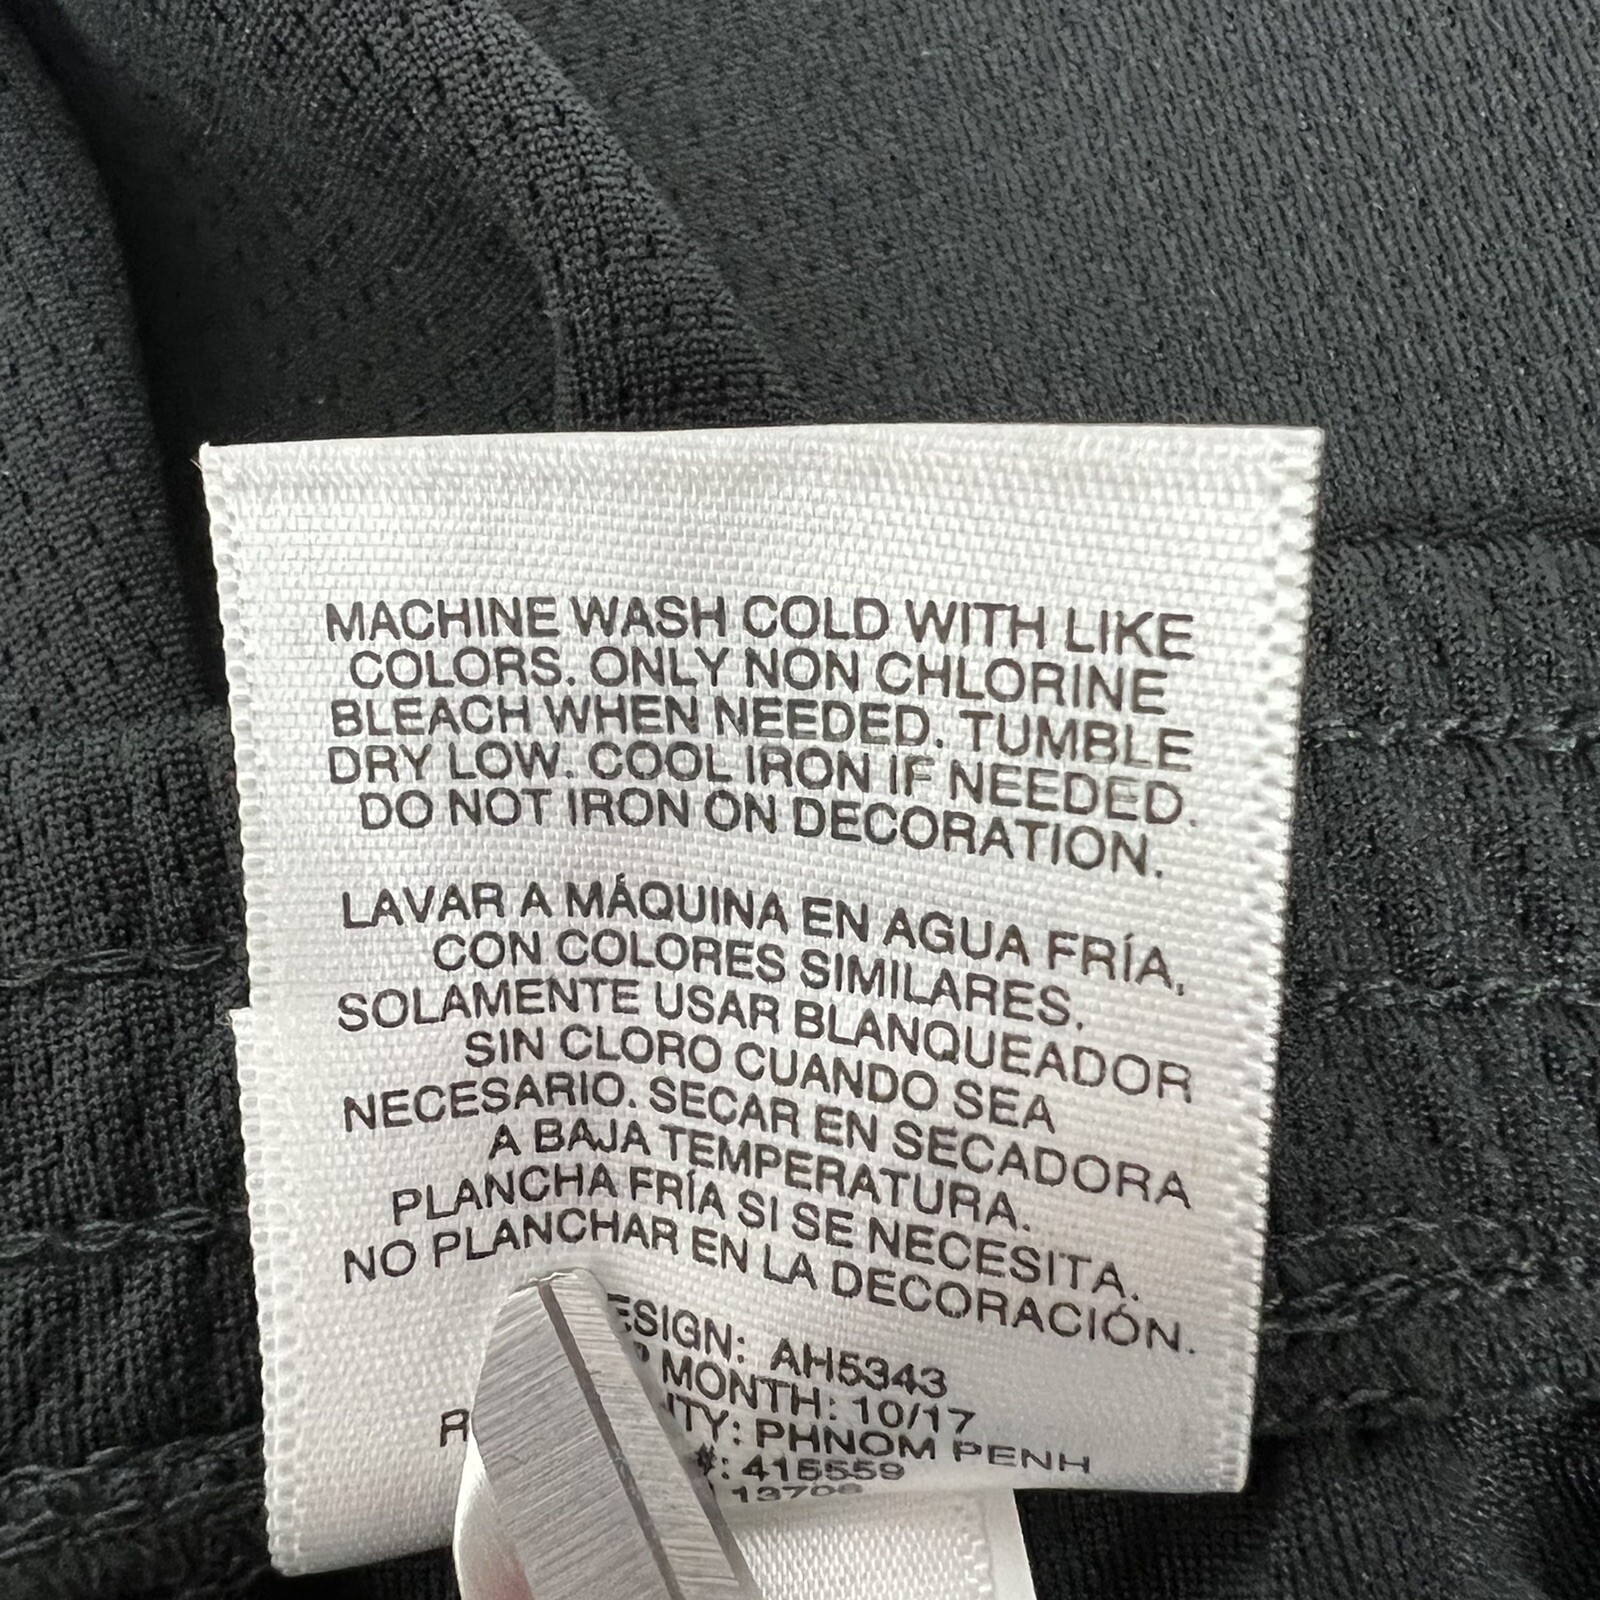 MACHINE WASH COLD WITH LIKE
COLORS. ONLY NON CHLORINE
BLEACH WHEN NEEDED. TUMBLE
DRY LOW. COOL IRON IF NEEDED.
DO NOT IRON ON DECORATION.
LAVAR A MÁQUINA EN AGUA FRÍA,
CON COLORES SIMILARES.
SOLAMENTE USAR BLANQUEADOR
SIN CLORO CUANDO SEA
NECESARIO. SECAR EN SECADORA
A BAJA TEMPERATURA.
PLANCHA FRÍA SI SE NECESITA.
NO PLANCHAR EN LA DECORACIÓN.
ESIGN: AH5343
MONTH: 10/17
ITY: PHNOM PENH
#: 415559